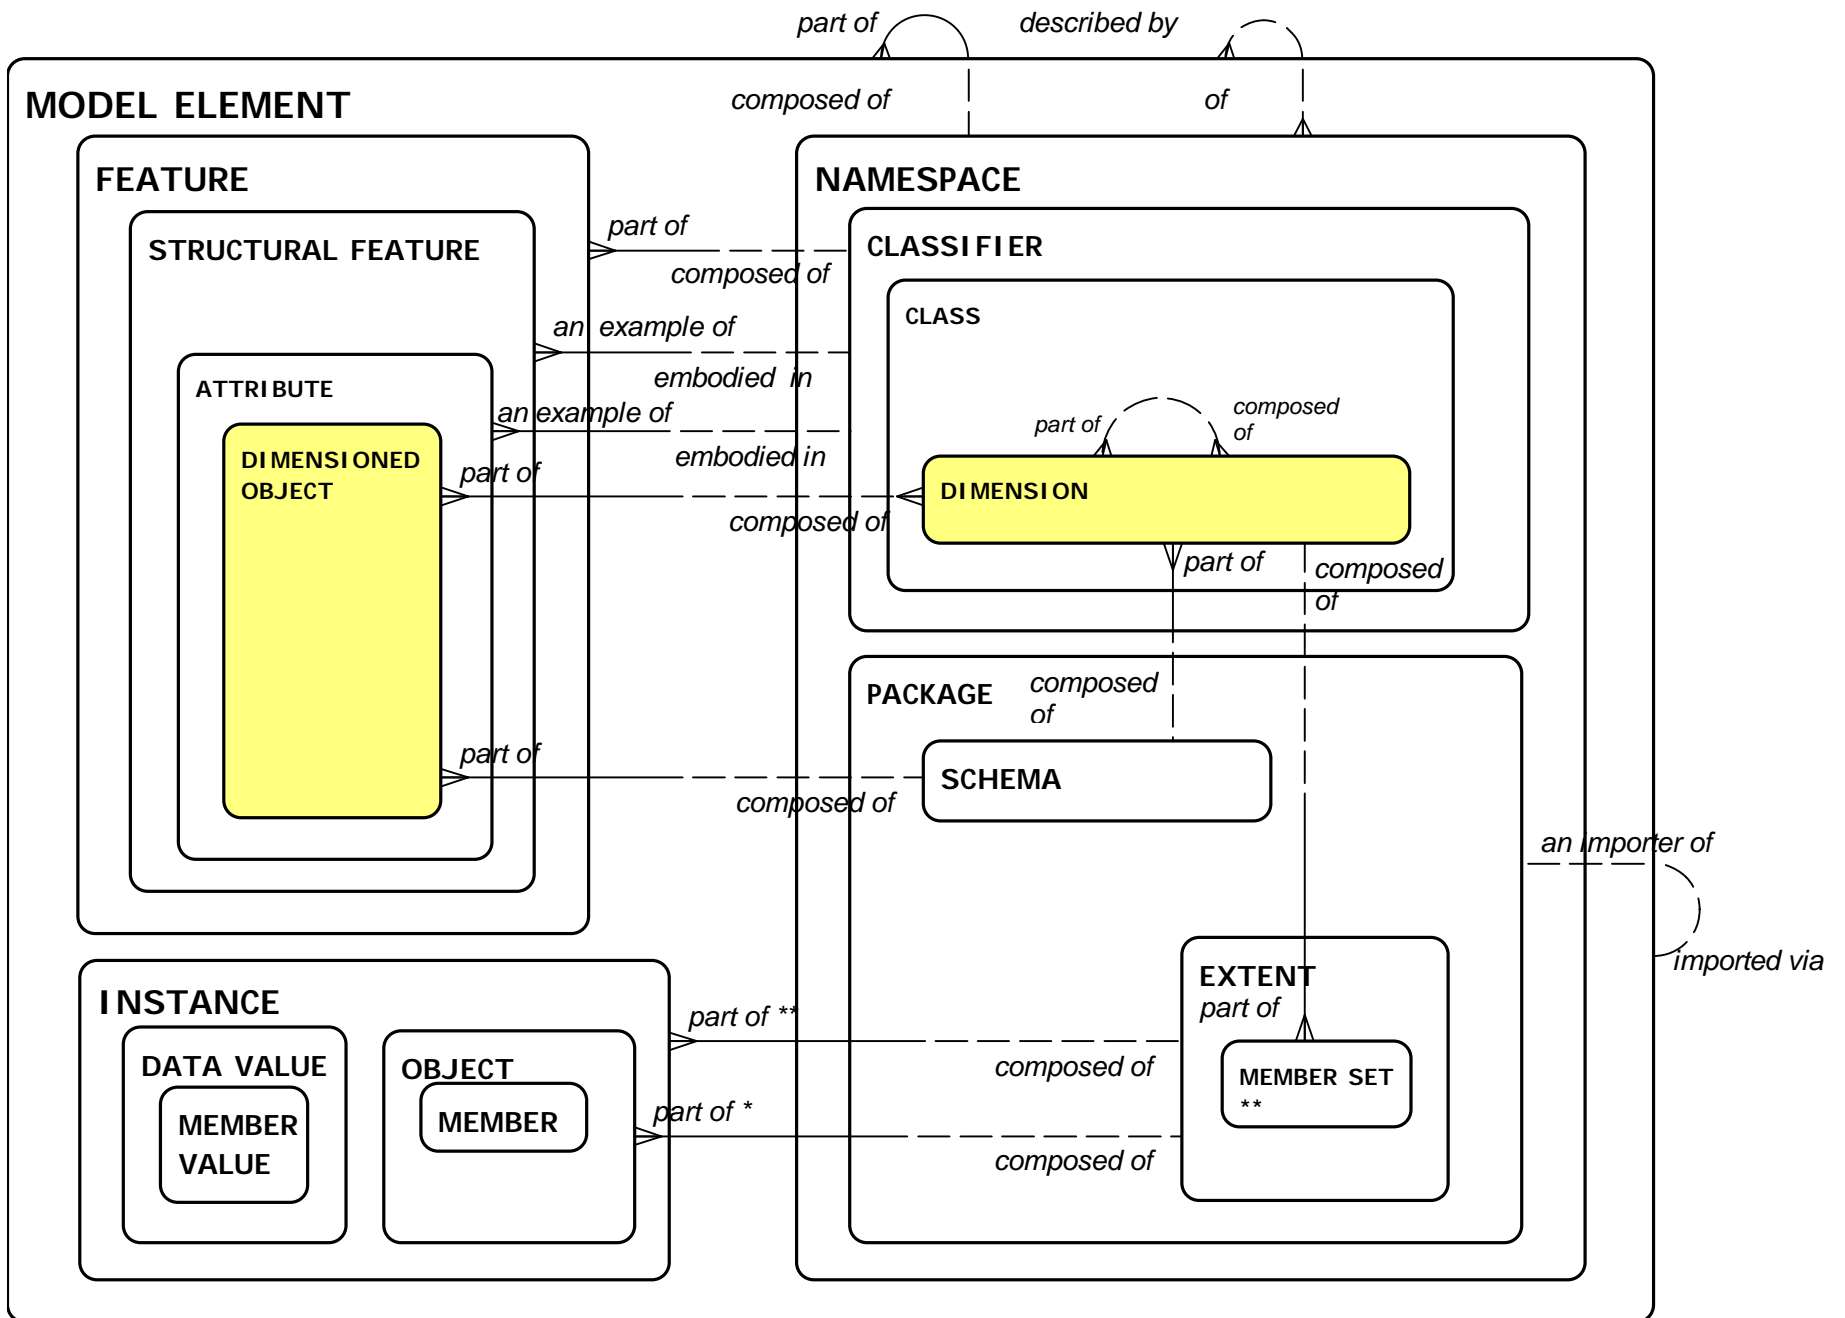 part of
described by
composed of
of
MODEL ELEMENT
FEATURE
NAMESPACE
STRUCTURAL FEATURE
part of
composed of
CLASSIFIER
CLASS
an example of
embodied in
ATTRIBUTE
an example of
embodied in
part of
composed
of
DIMENSIONED
OBJECT
part of
composed of
DIMENSION
part of
composed
of
PACKAGE
composed
of
part of
composed of
SCHEMA
an importer of
imported via
INSTANCE
EXTENT
part of
part of **
composed of
DATA VALUE
OBJECT
MEMBER SET
**
MEMBER
VALUE
MEMBER
part of *
composed of